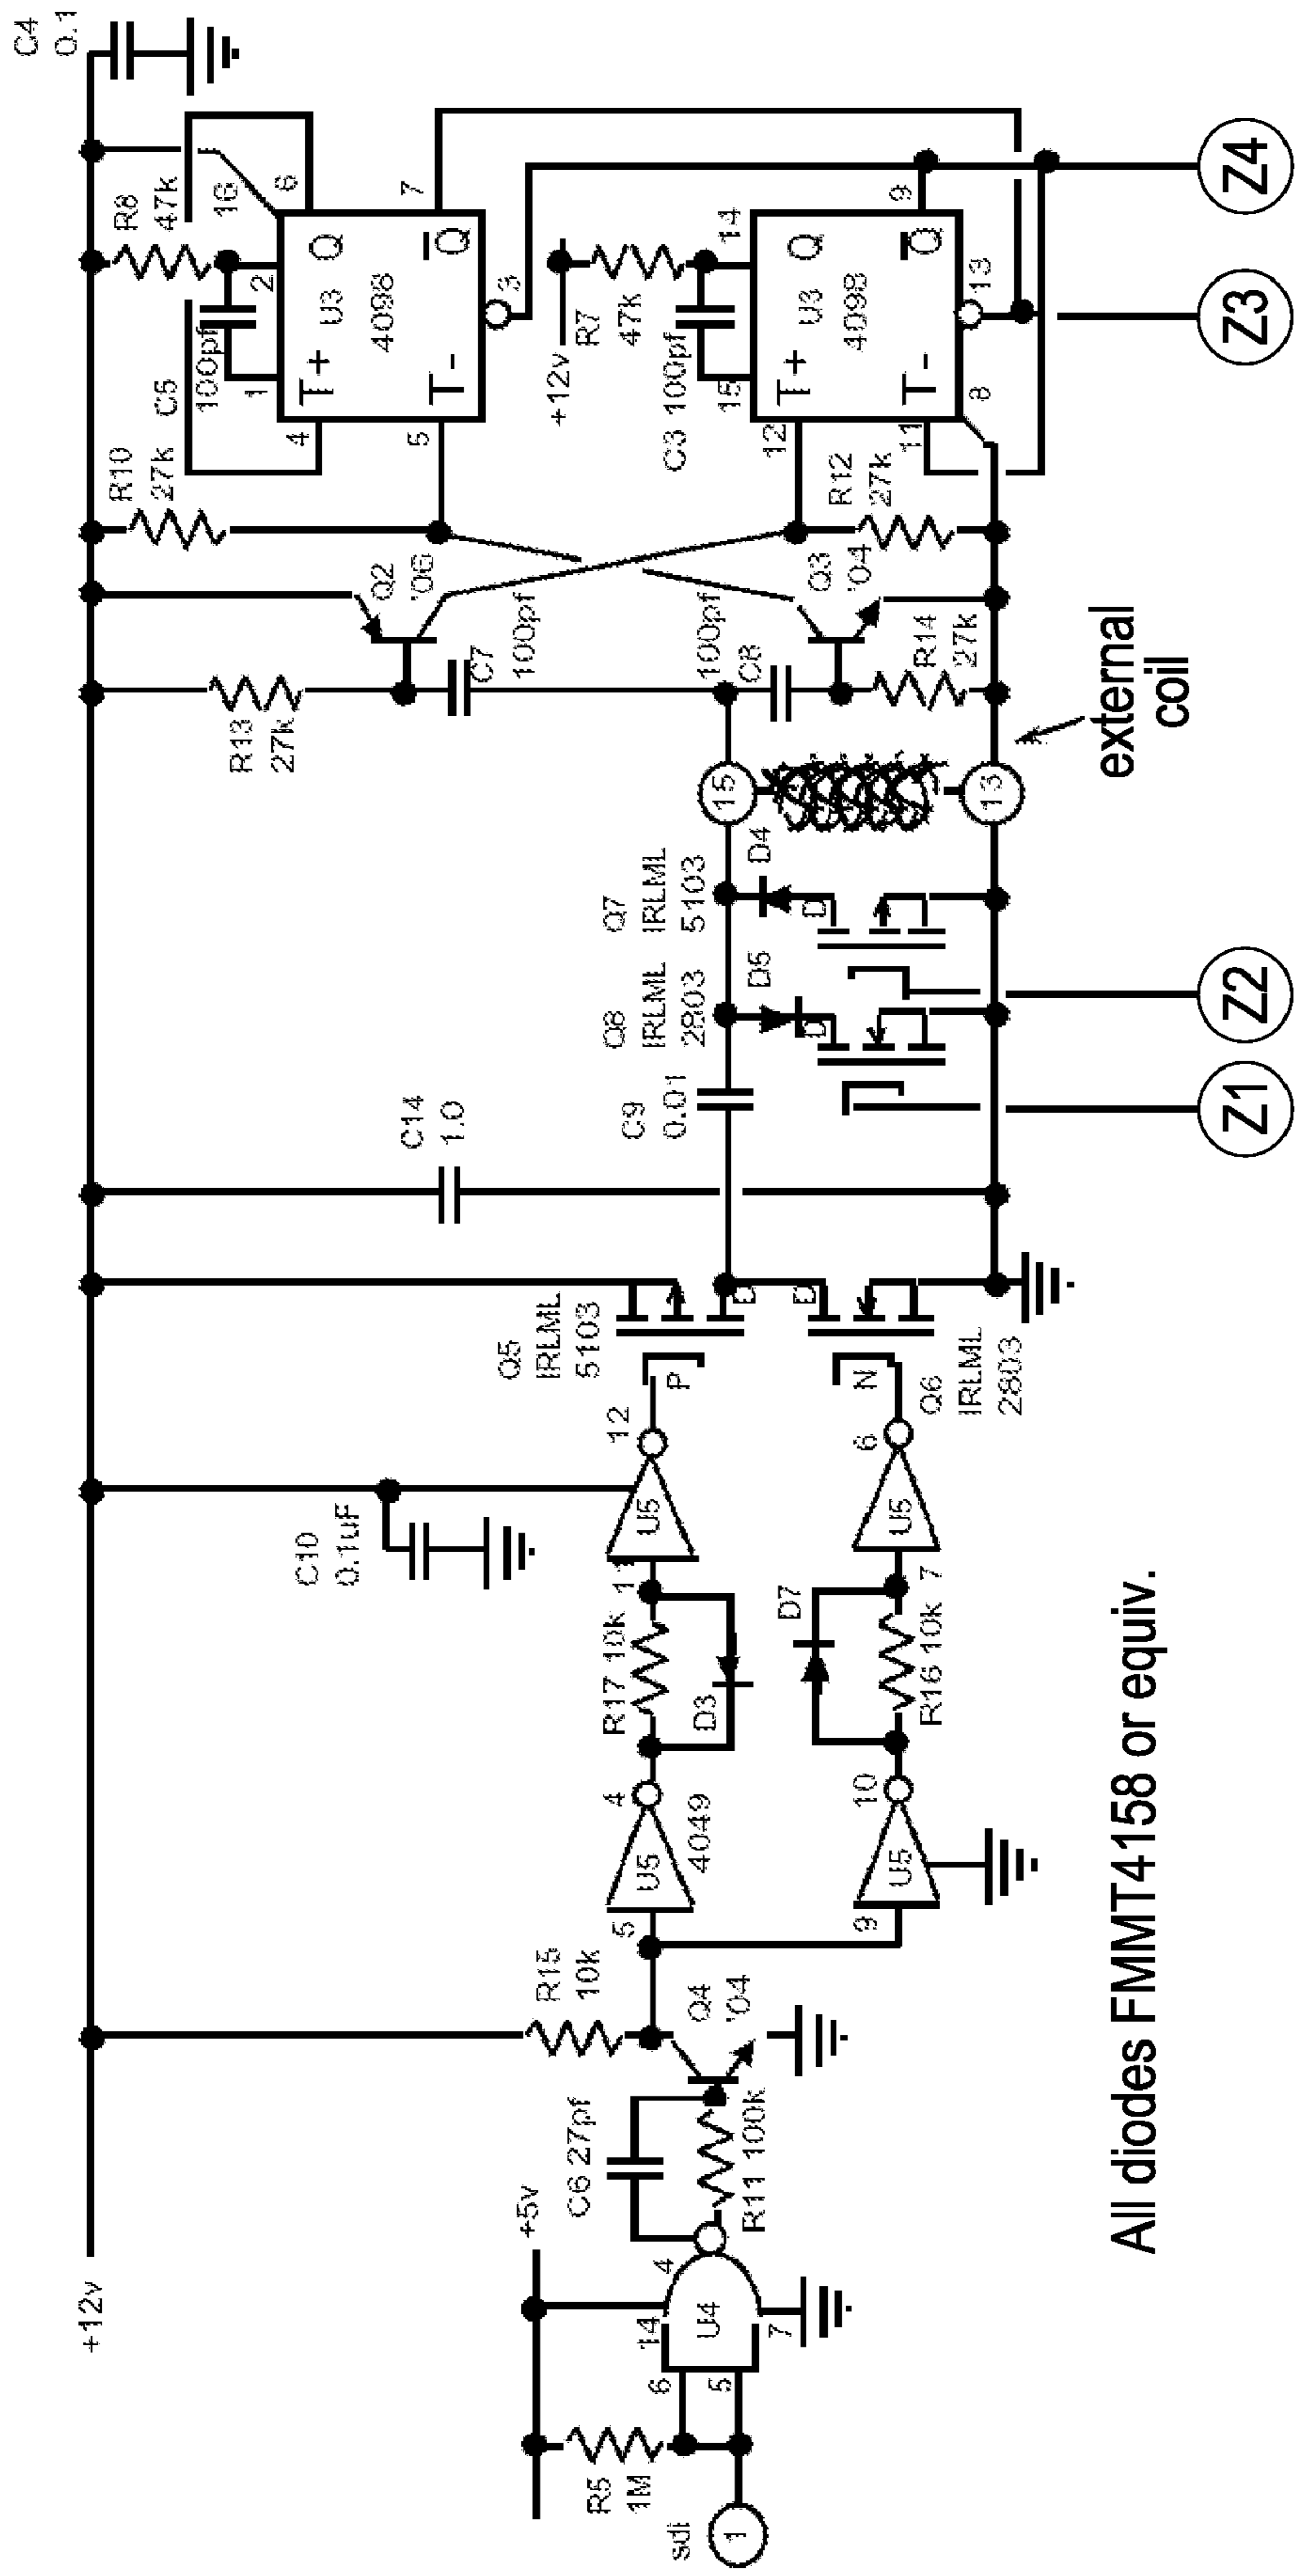 +12v
C4
0.1
R8
47k
16
6
7
2
Q
Q
U3
4098
3
C5
100pf
1
T+
T-
4
5
R10
27k
Q2
'06
R13
27k
C7
100pf
+12v
R7
47k
14
9
Q
Q
U3
4098
13
C3 100pf
15
T+
T-
8
12
11
R12
27k
Q3
'04
100pf
C8
R14
27k
external
coil
15
13
Z4
Z3
Z2
Z1
D4
D
Q7
IRLML
5103
D5
D
Q8
IRLML
2803
C9
0.01
C14
1.0
Q5
IRLML
5103
D
D
P
N
Q6
IRLML
2803
12
6
C10
0.1uF
U5
U5
11
7
R17 10k
D3
D7
R16 10k
4
10
U5
4049
U5
5
9
R15
10k
Q4
'04
C6 27pf
R11 100k
+5v
4
14
U4
7
6
5
R5
1M
sdi
1
All diodes FMMT4158 or equiv.